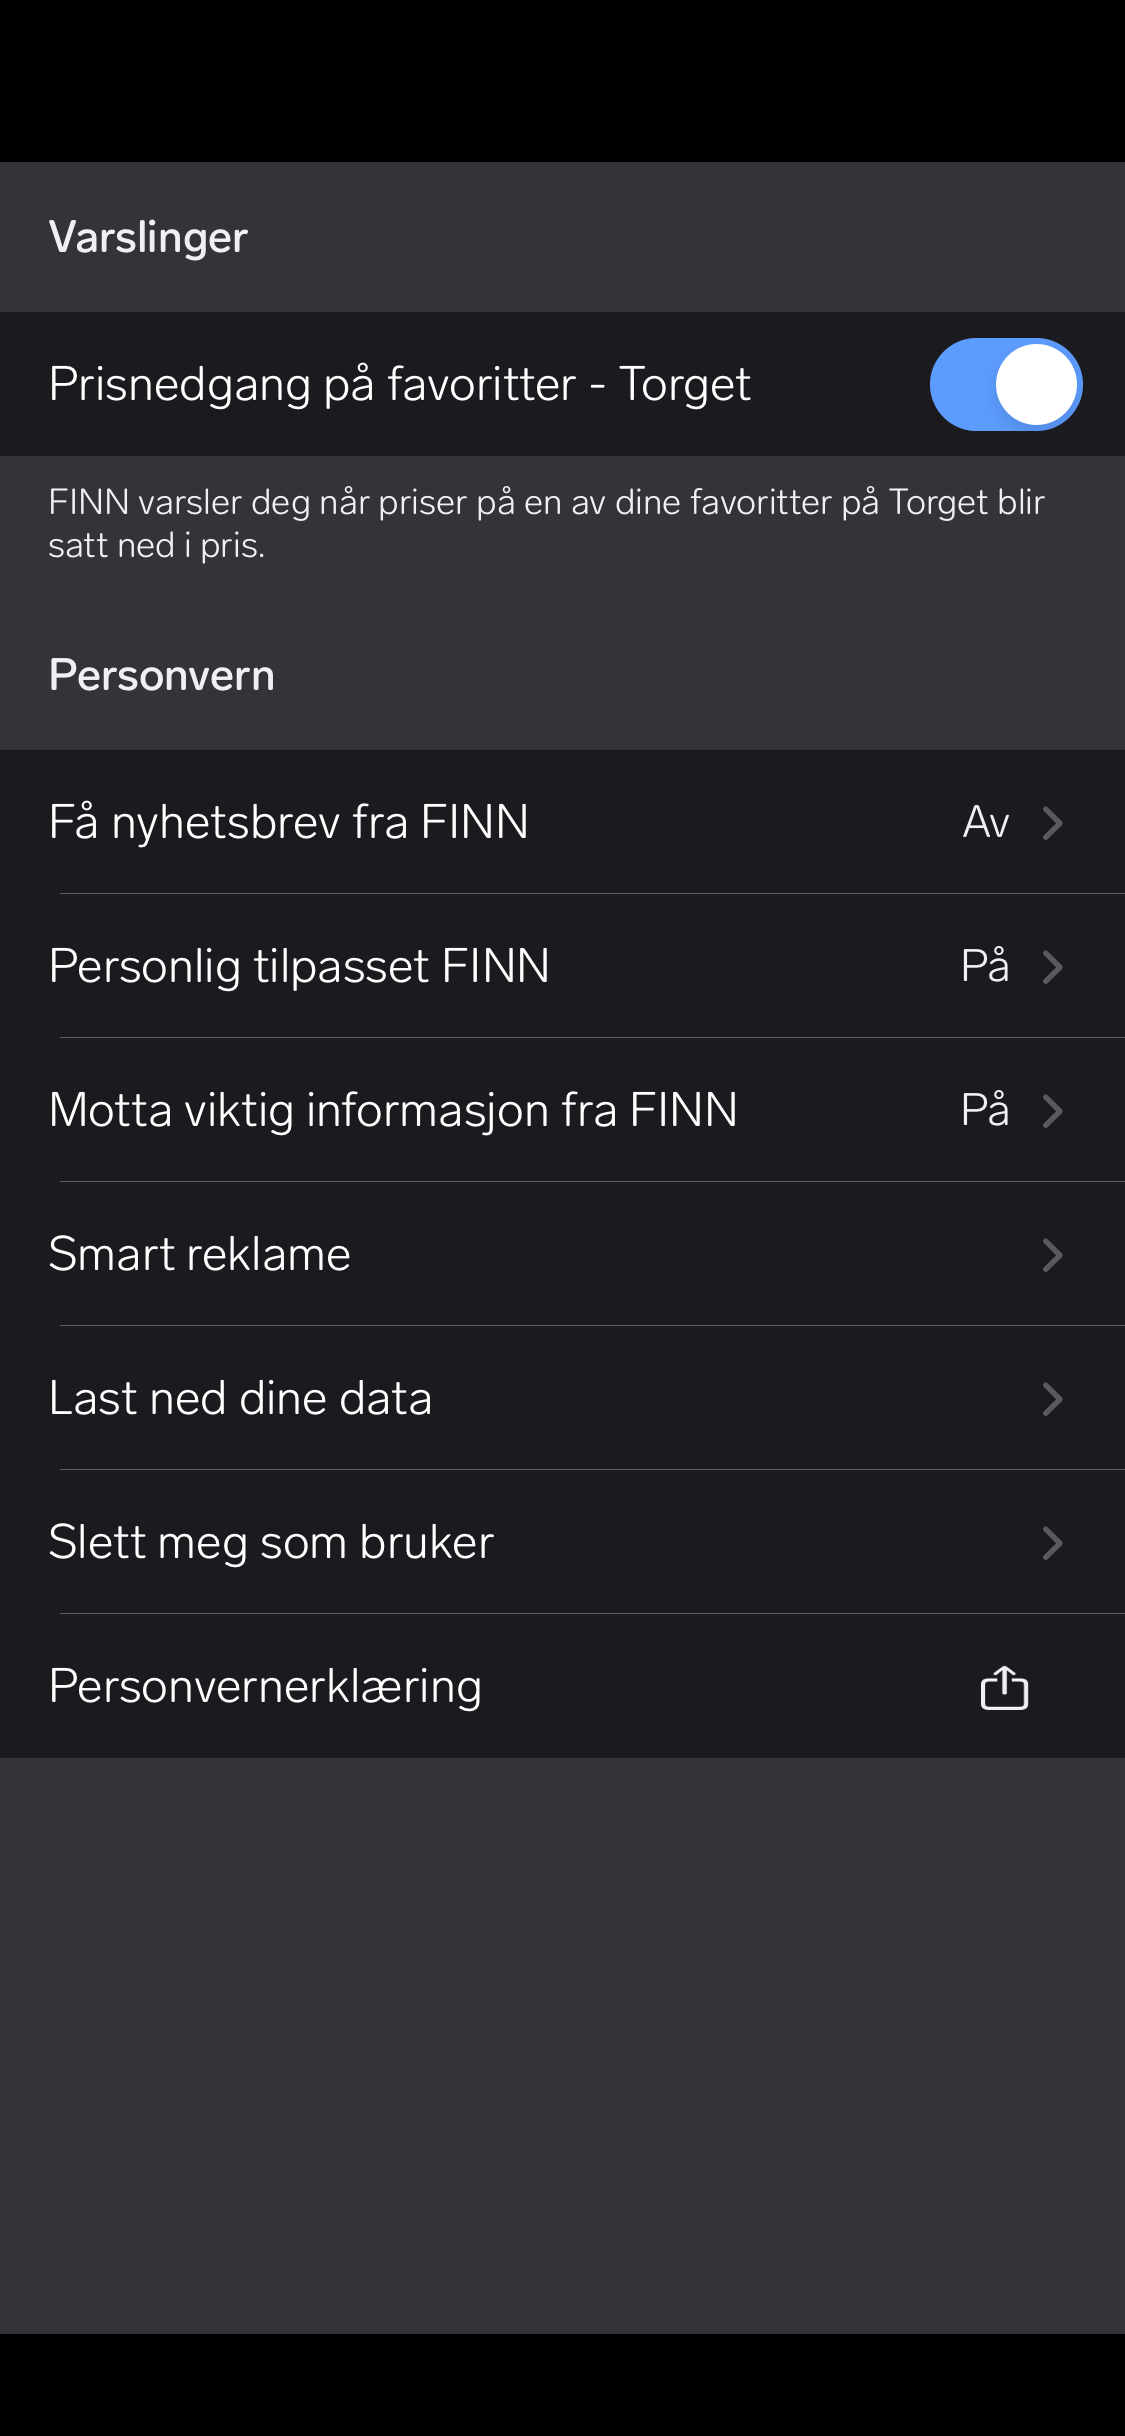 Varslinger
Prisnedgang på favoritter - Torget
FINN varsler deg når priser på en av dine favoritter på Torget blir
satt ned i pris.
Personvern
Få nyhetsbrev fra FINN Av
Personlig tilpasset FINN På
Motta viktig informasjon fra FINN På
Smart reklame
Last ned dine data
Slett meg som bruker
Personvernerklæring